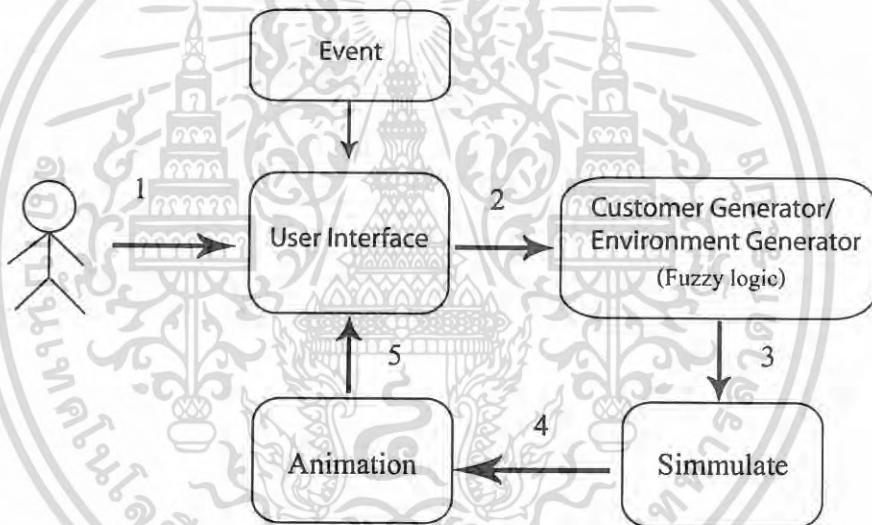 Event
1
User Interface
2
Customer Generator/
Environment Generator
(Fuzzy logic)
3
Simmulate
4
Animation
5